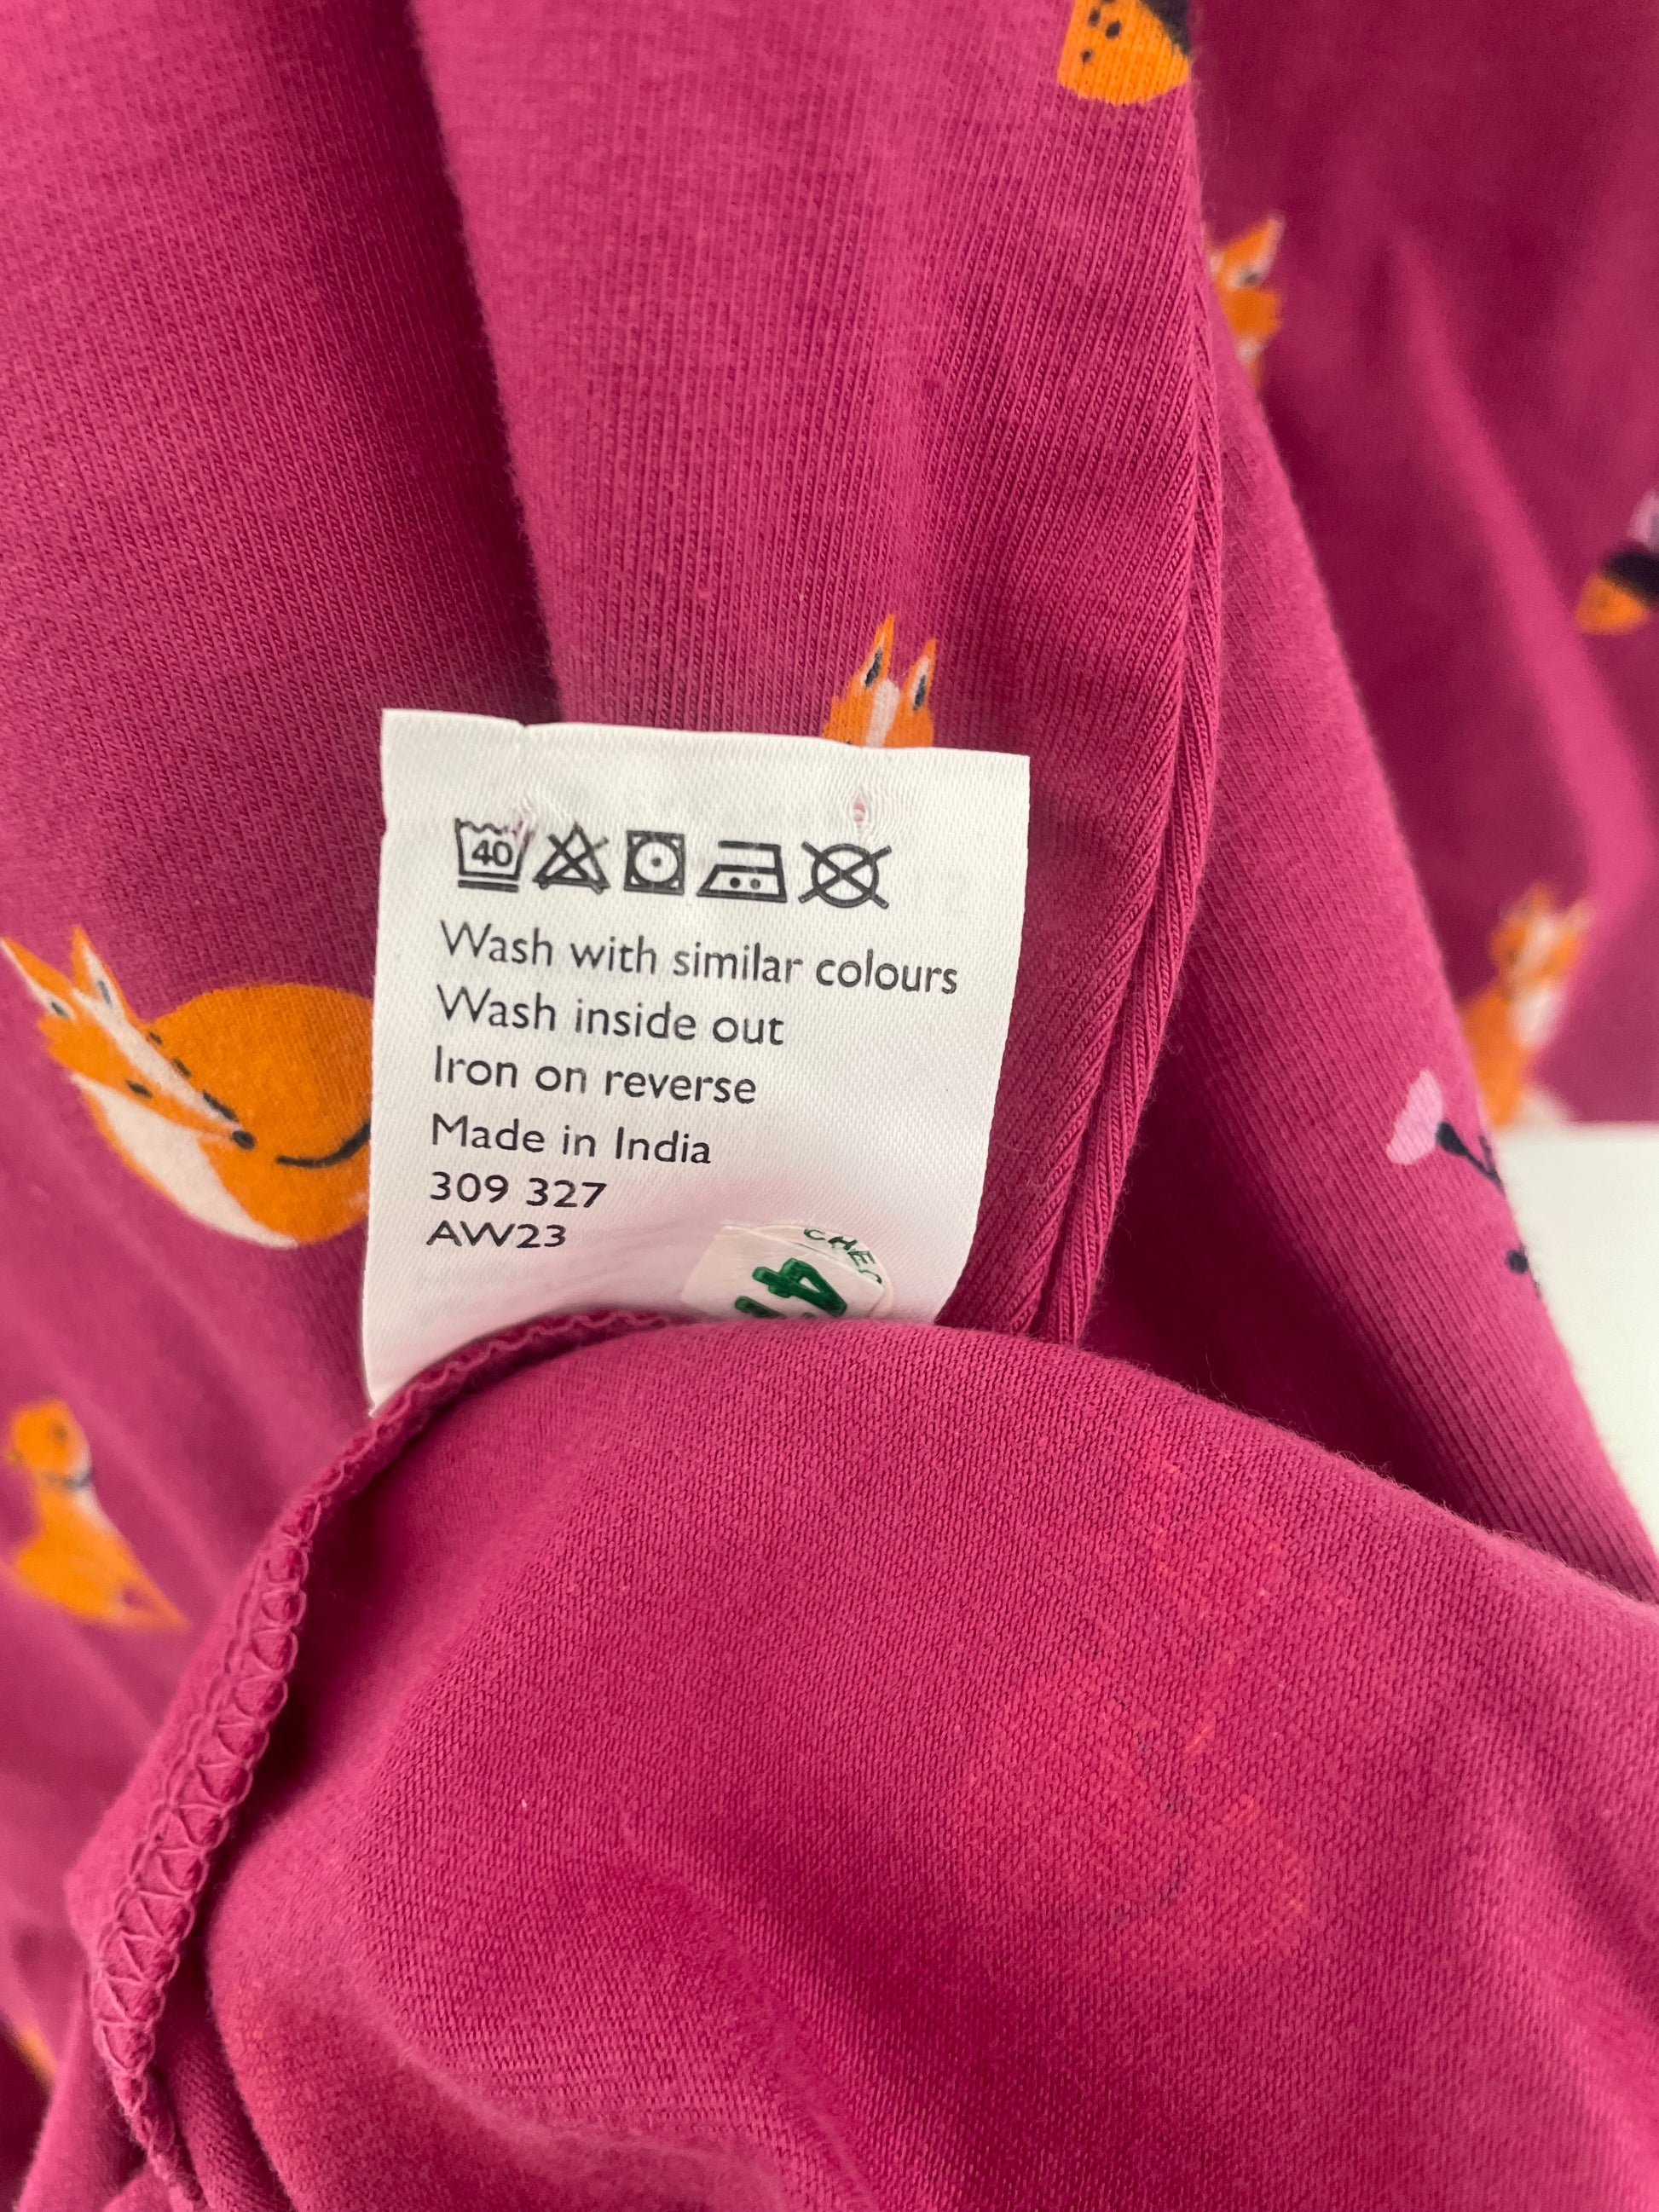 40
Wash with similar colours
Wash inside out
Iron on reverse
Made in India
309 327
AW23